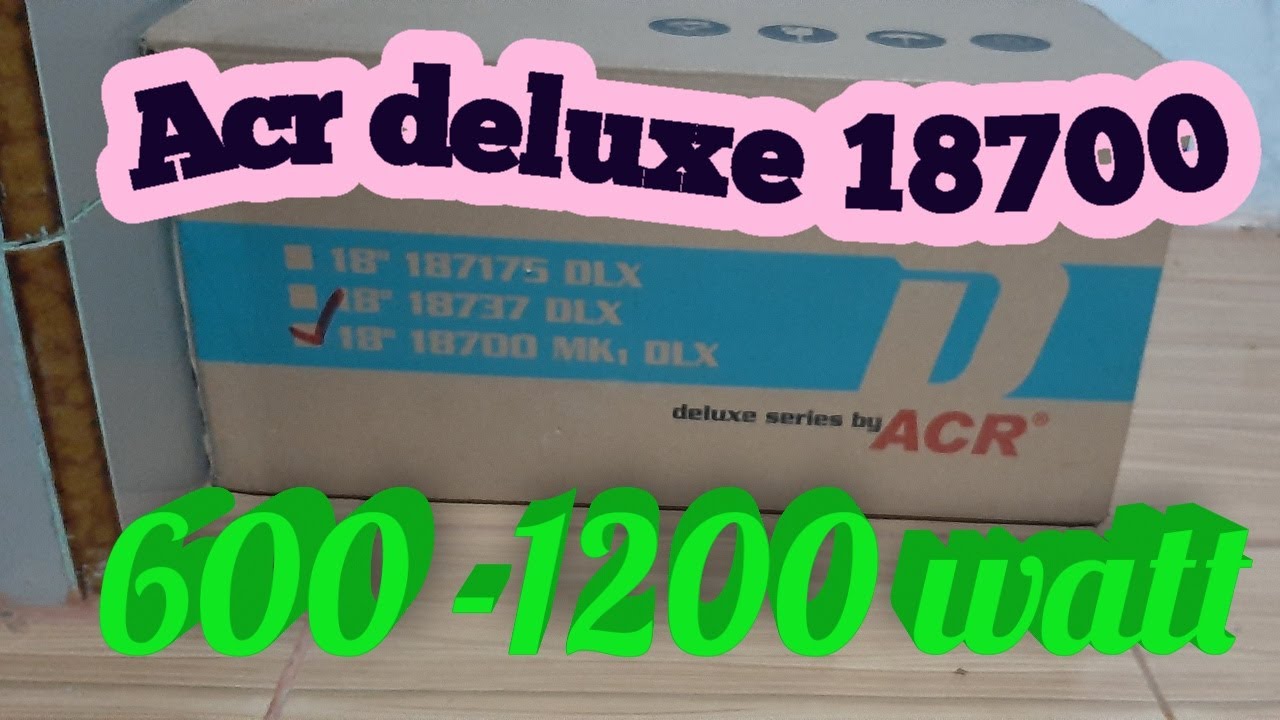 Acr deluxe 18700
18" 187175 DLX
18" 18737 DLX
18" 18700 MK1 DLX
D
deluxe series by ACR®
600 -1200 watt